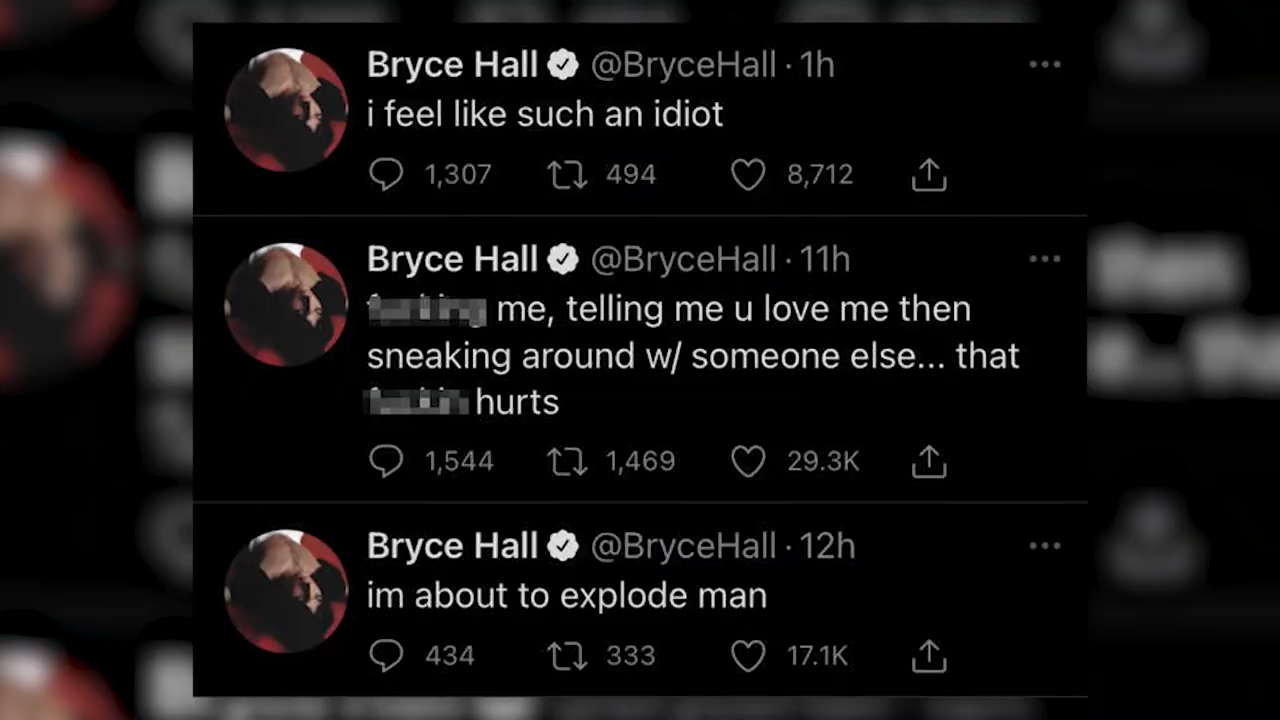 Bryce Hall @BryceHall · 1h
i feel like such an idiot
1,307 494 8,712
Bryce Hall @BryceHall · 11h
me, telling me u love me then
sneaking around w/ someone else... that
hurts
1,544 1,469 29.3K
Bryce Hall @BryceHall · 12h
im about to explode man
434 333 17.1K